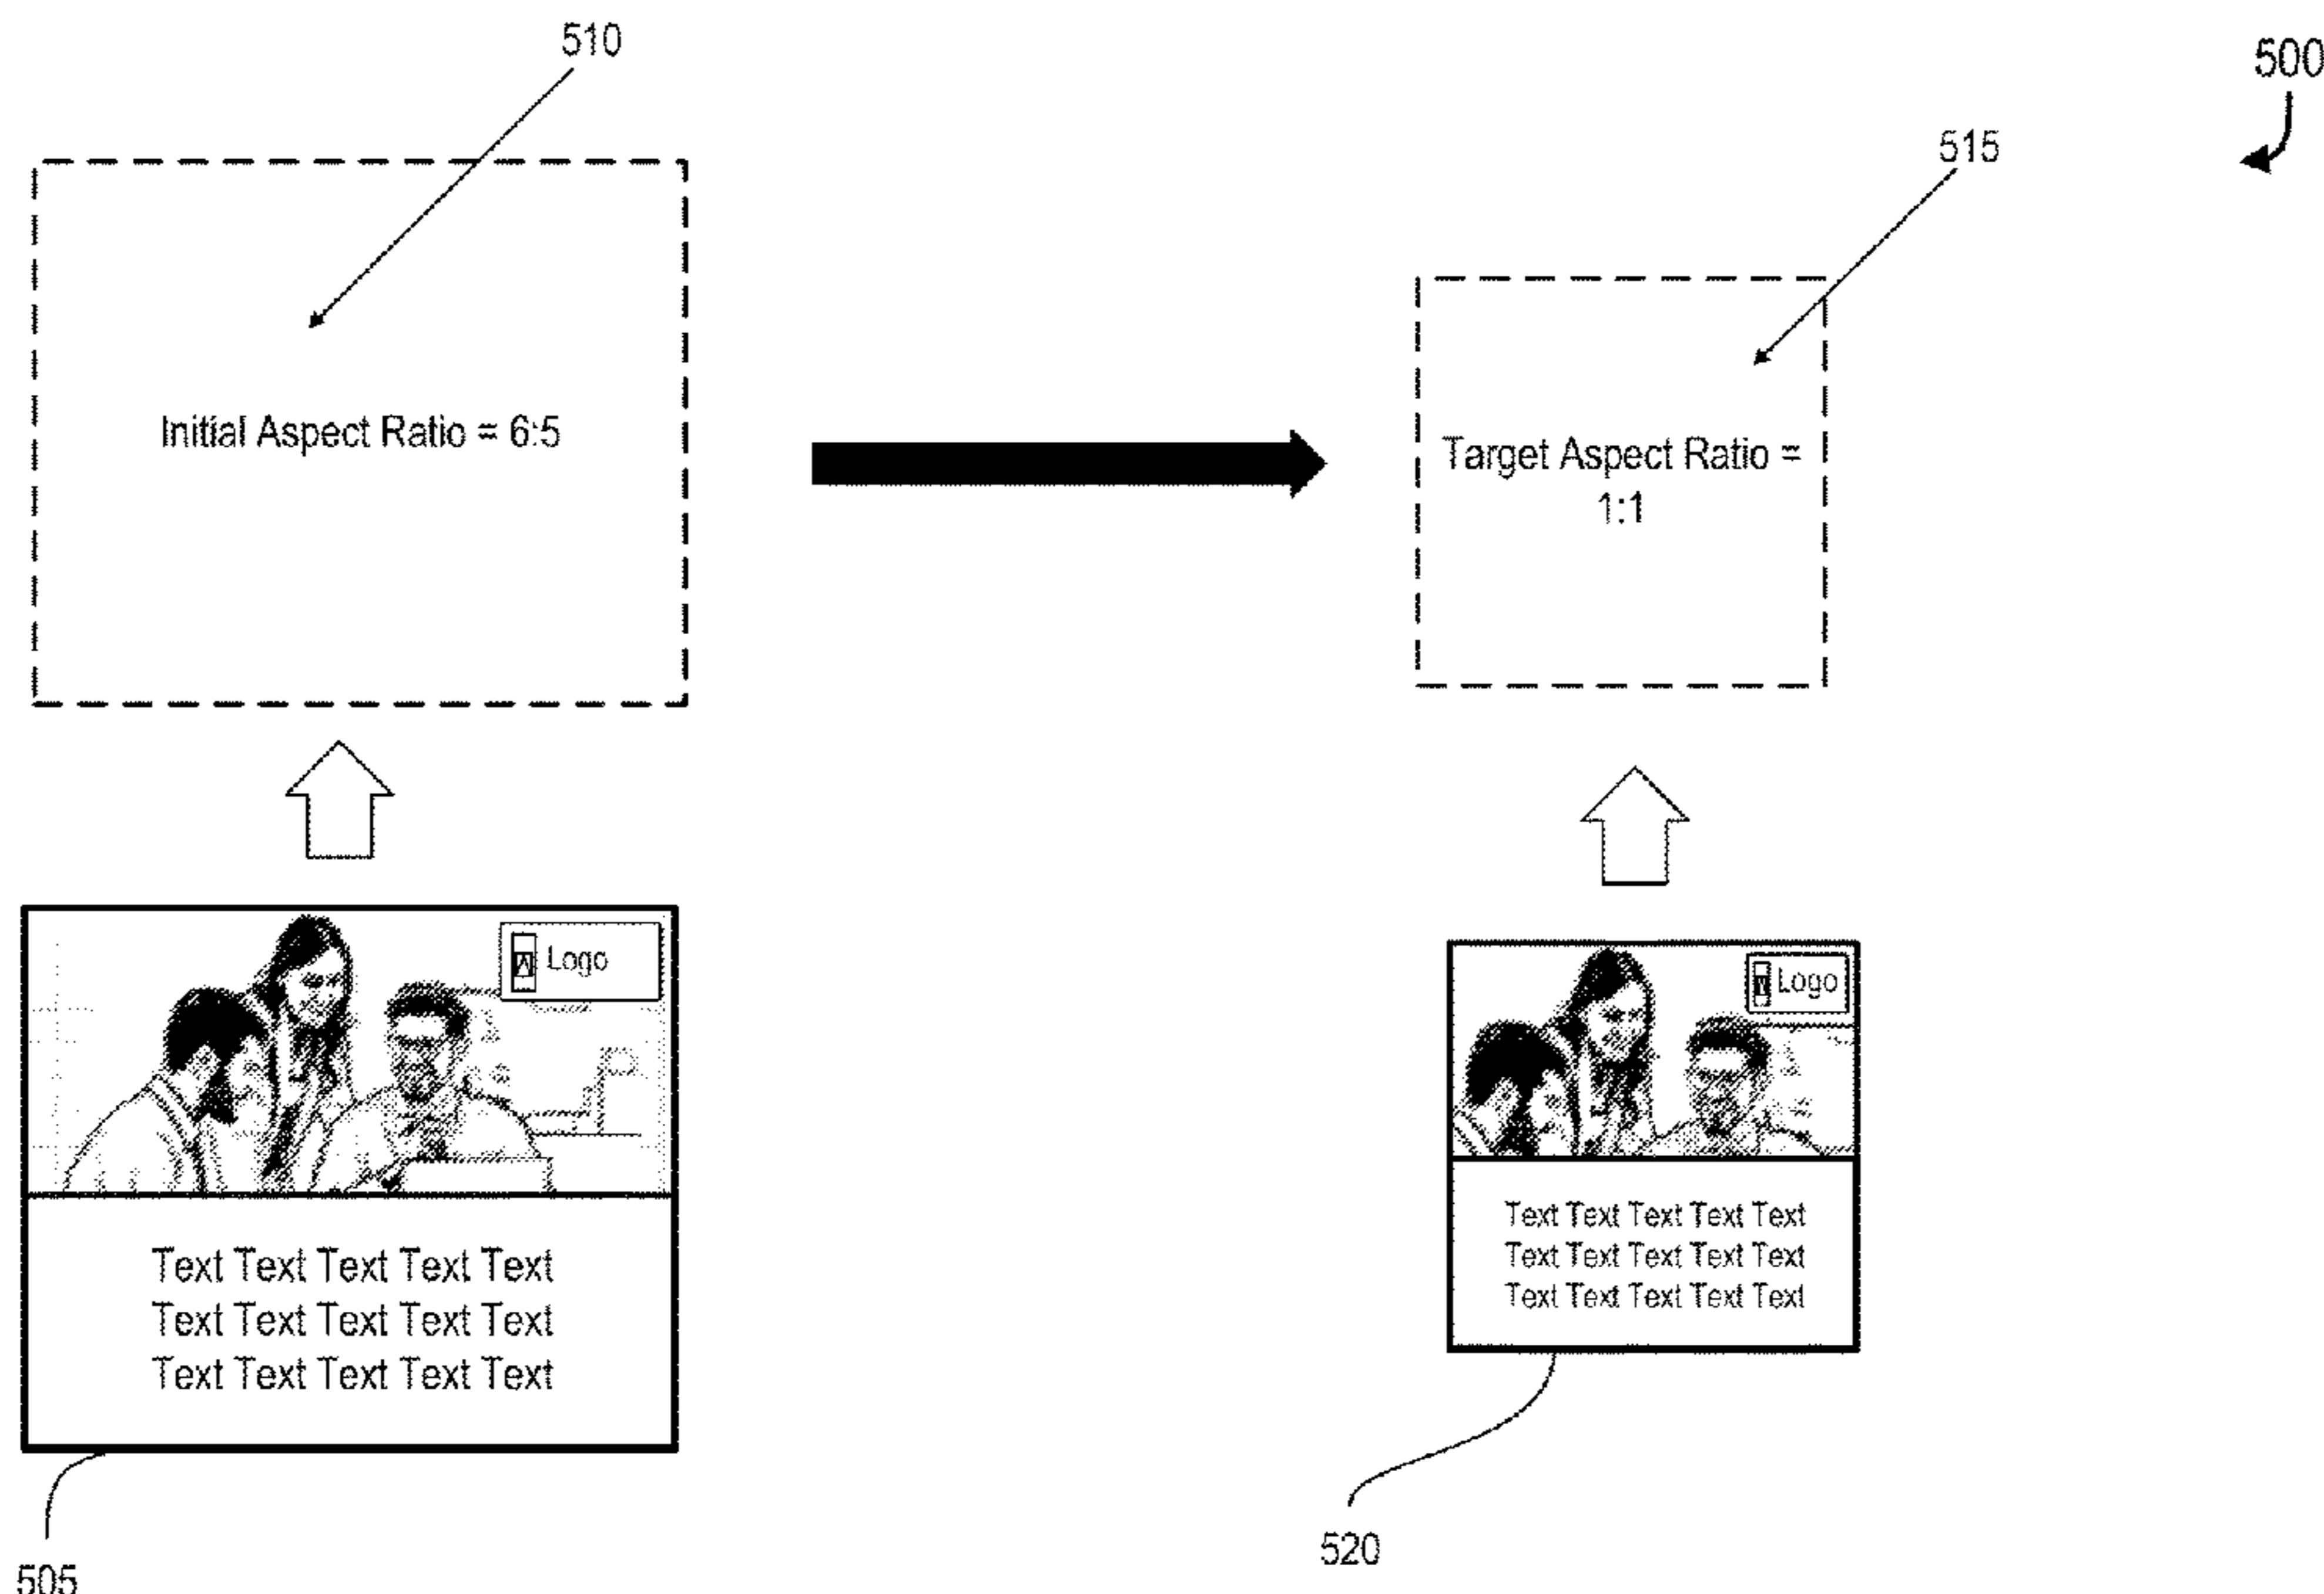 510
500
515
Initial Aspect Ratio = 6:5
Target Aspect Ratio =
1:1
Logo
Text Text Text Text Text
Text Text Text Text Text
Text Text Text Text Text
505
Logo
Text Text Text Text Text
Text Text Text Text Text
Text Text Text Text Text
520